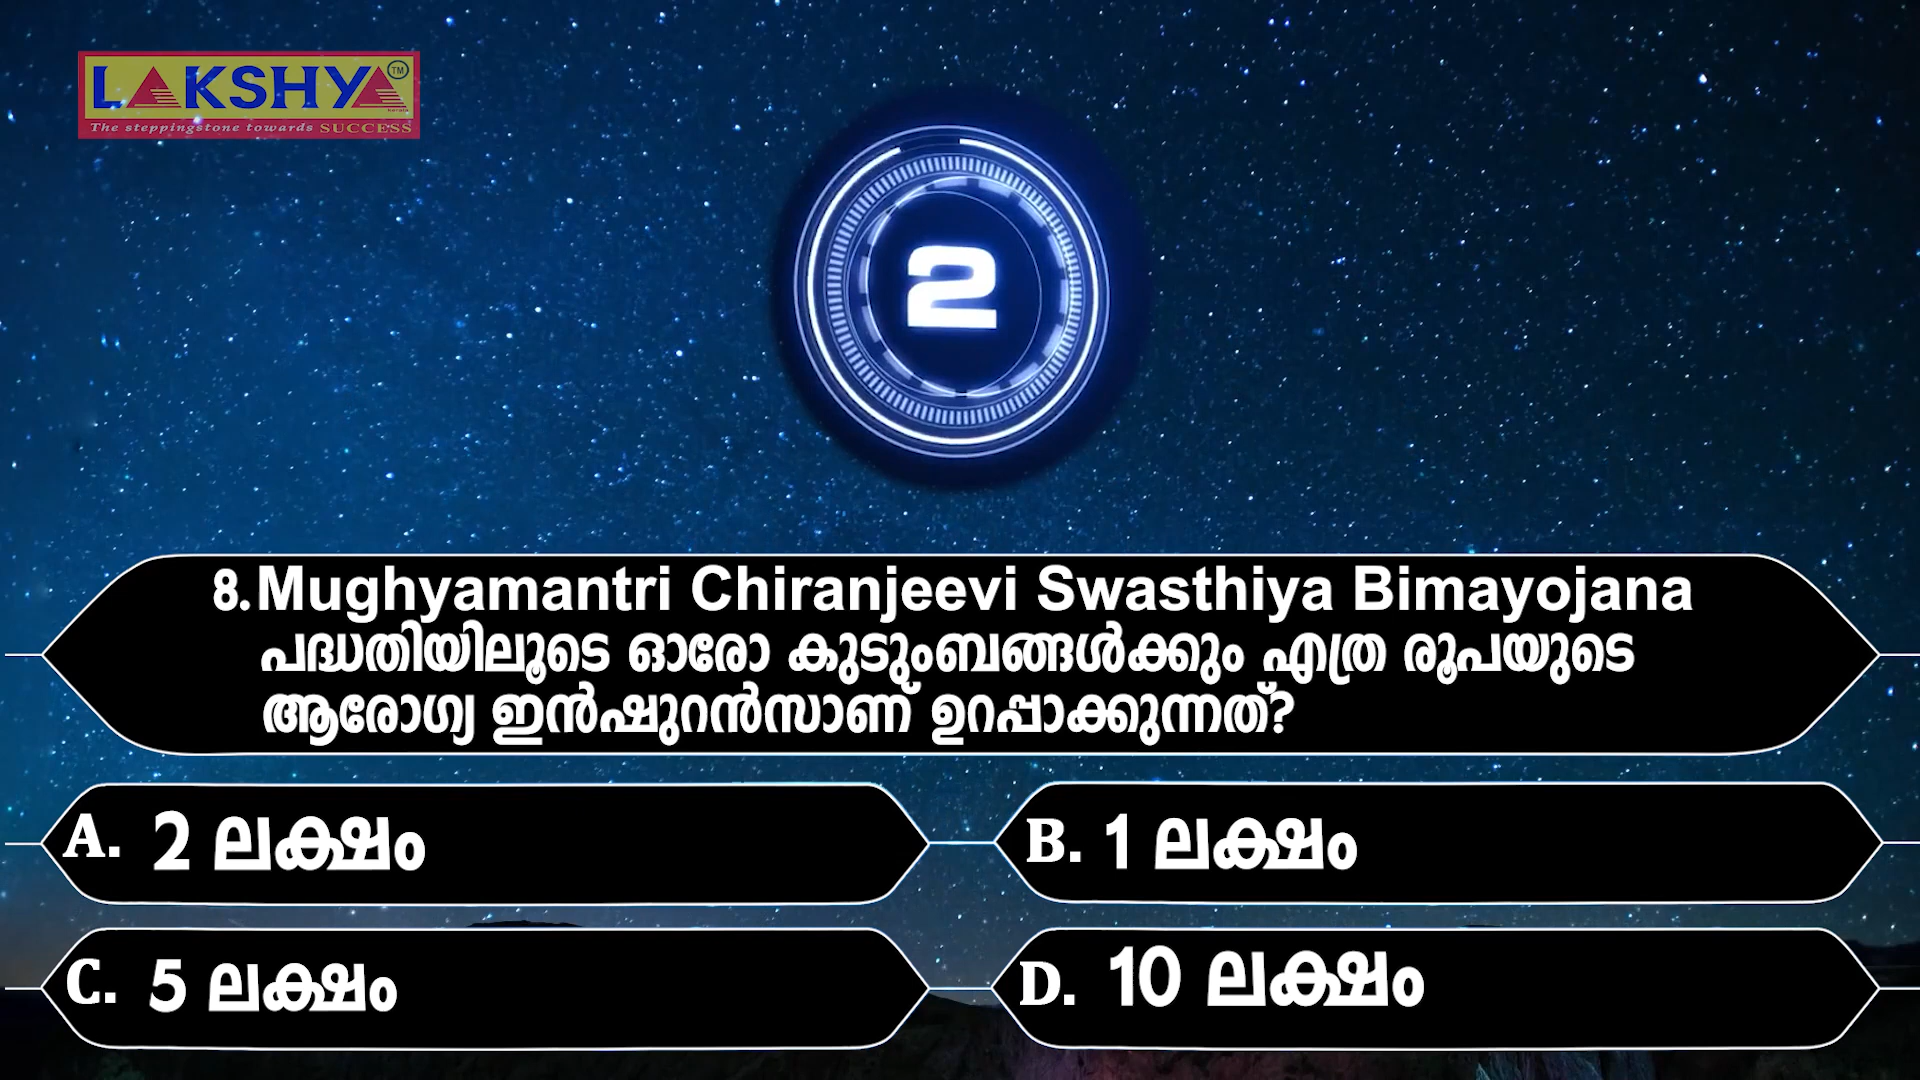 LAKSHYA TM
The steppingstone towards SUCCESS
2
8. Mughyamantri Chiranjeevi Swasthiya Bimayojana
പദ്ധതിയിലൂടെ ഓരോ കുടുംബങ്ങൾക്കും എത്ര രൂപയുടെ
ആരോഗ്യ ഇൻഷുറൻസാണ് ഉറപ്പാക്കുന്നത്?
A. 2 ലക്ഷം
B. 1 ലക്ഷം
C. 5 ലക്ഷം
D. 10 ലക്ഷം